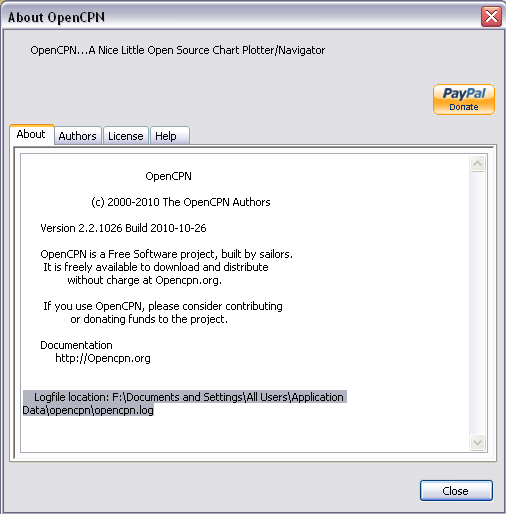 About OpenCPN
OpenCPN...A Nice Little Open Source Chart Plotter/Navigator
PayPal
Donate
About
Authors
License
Help
OpenCPN
(c) 2000-2010 The OpenCPN Authors
Version 2.2.1026 Build 2010-10-26
OpenCPN is a Free Software project, built by sailors.
It is freely available to download and distribute
without charge at Opencpn.org.
If you use OpenCPN, please consider contributing
or donating funds to the project.
Documentation
http://Opencpn.org
Logfile location: F:\Documents and Settings\All Users\Application
Data\opencpn\opencpn.log
Close